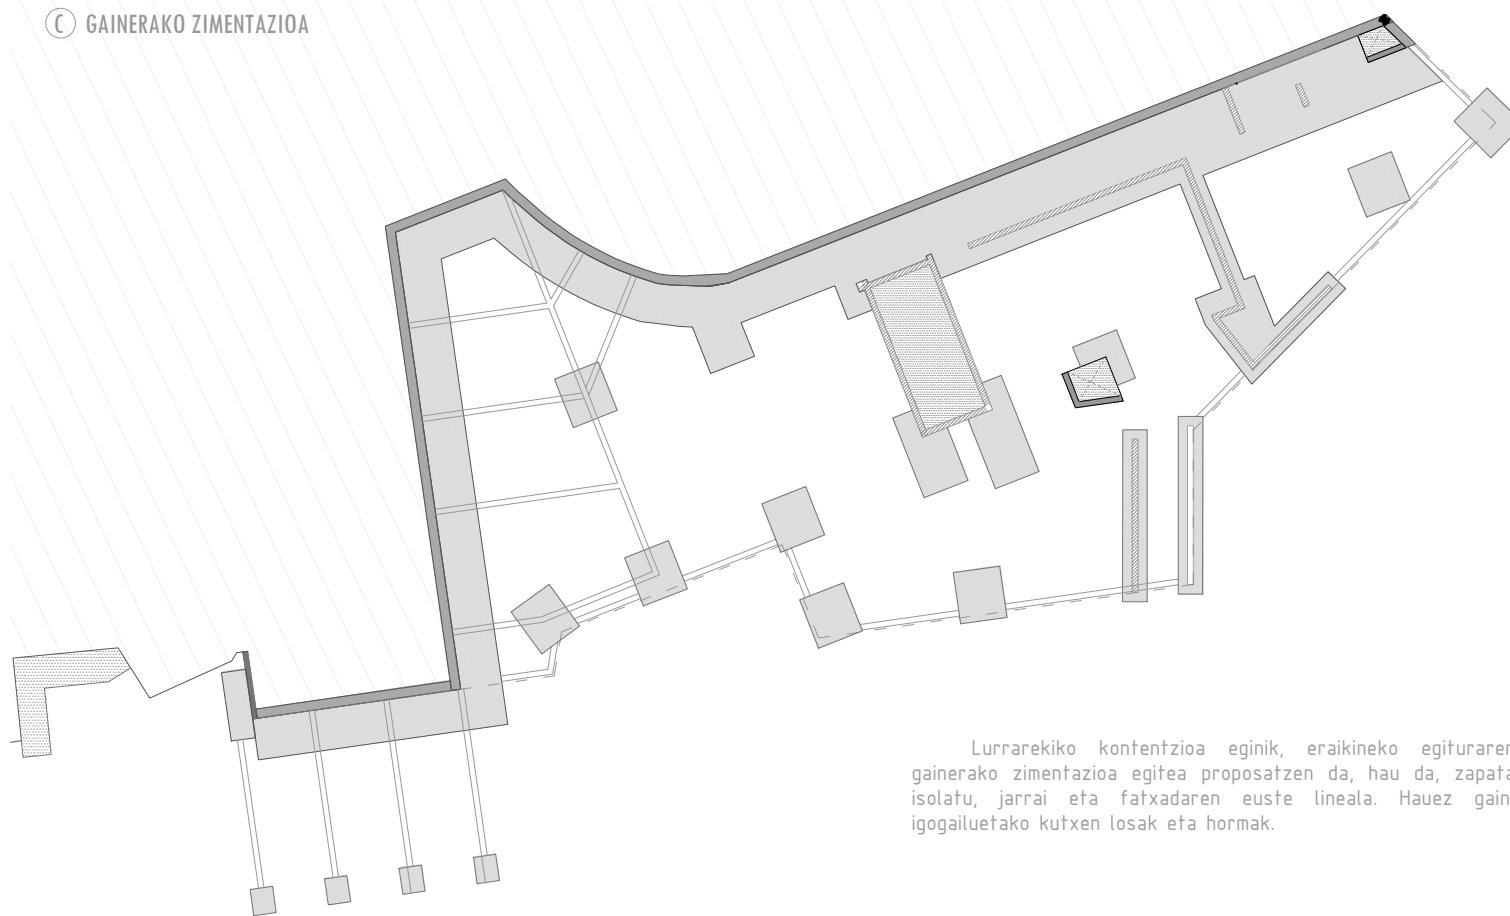 C GAINERAKO ZIMENTAZIOA
Lurrarekiko kontentzioa eginik, eraikineko egituraren
gainerako zimentazioa egitea proposatzen da, hau da, zapata
isolatu, jarrai eta fatxadaren euste lineala. Hauez gain,
igogailuetako kutxen losak eta hormak.